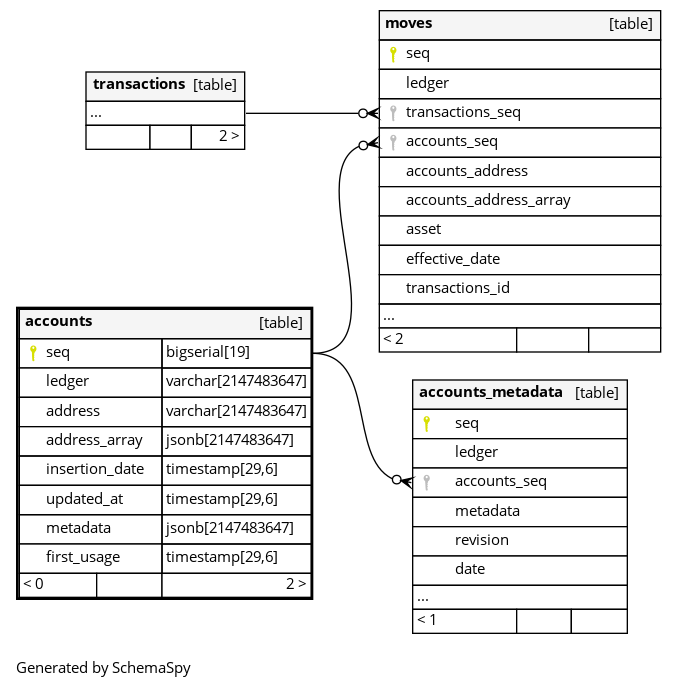 moves [table]
seq
ledger
transactions_seq
accounts_seq
accounts_address
accounts_address_array
asset
effective_date
transactions_id
...
< 2
transactions [table]
...
2 >
accounts [table]
seq bigserial[19]
ledger varchar[2147483647]
address varchar[2147483647]
address_array jsonb[2147483647]
insertion_date timestamp[29,6]
updated_at timestamp[29,6]
metadata jsonb[2147483647]
first_usage timestamp[29,6]
< 0 2 >
accounts_metadata [table]
seq
ledger
accounts_seq
metadata
revision
date
...
< 1
Generated by SchemaSpy